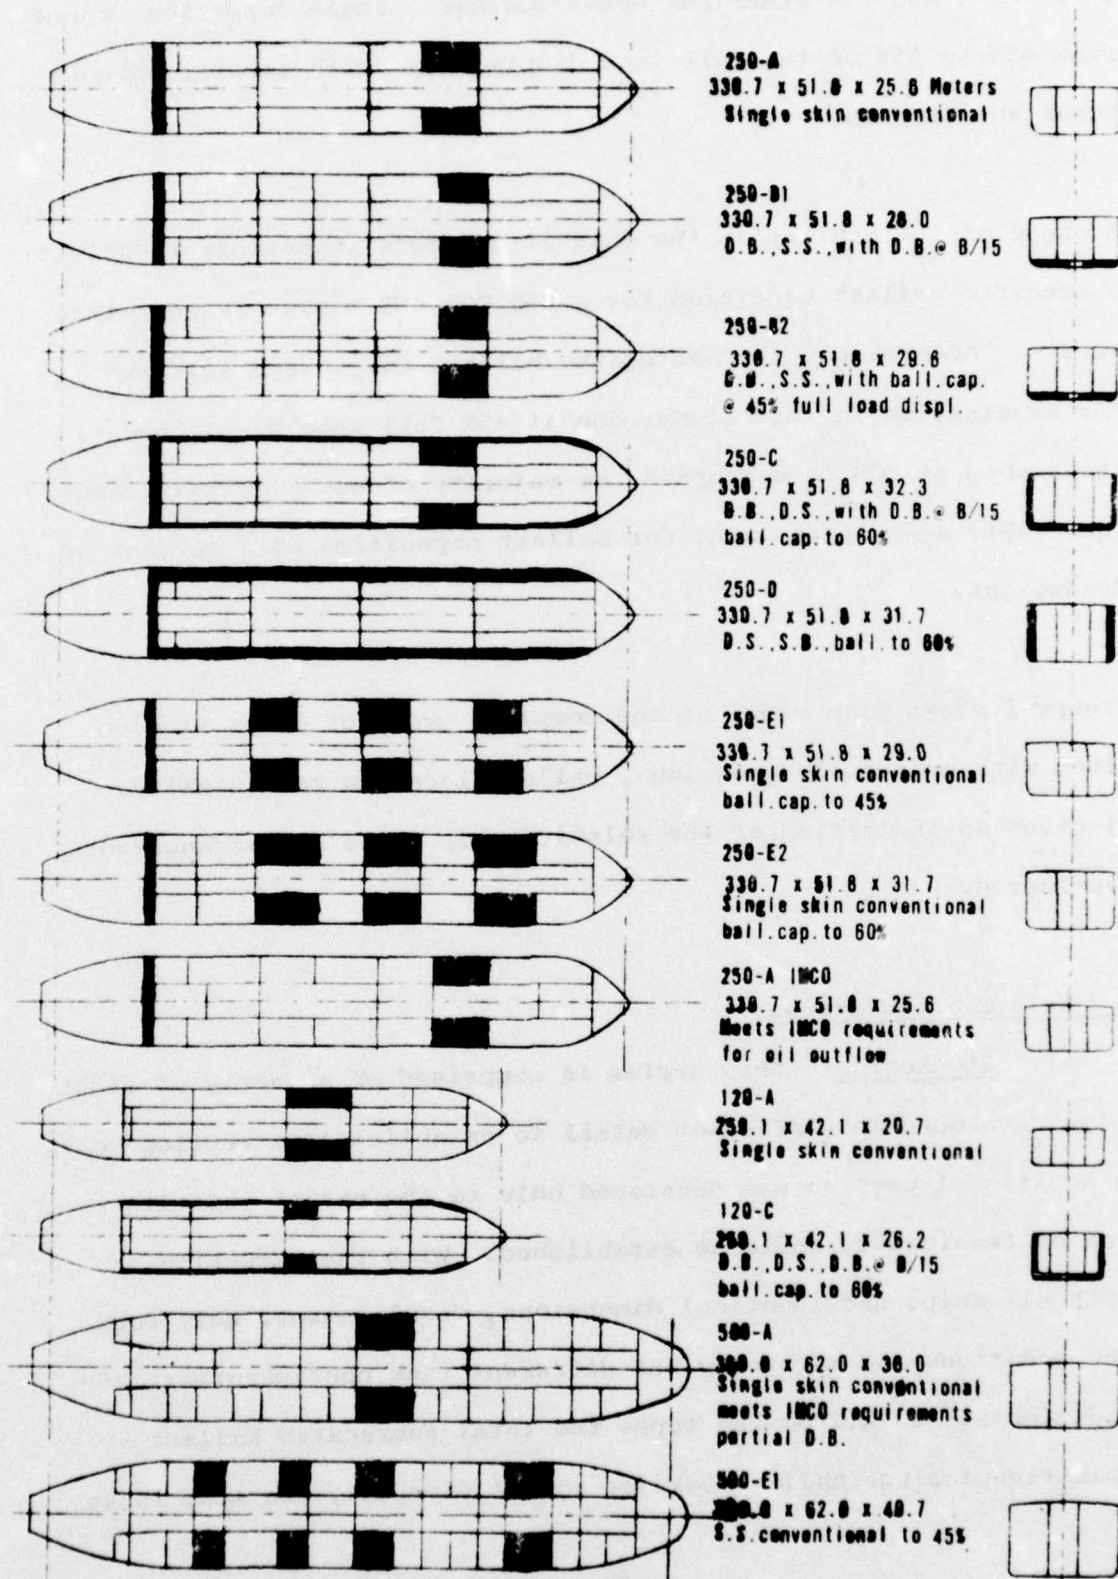 250-A
330.7 x 51.8 x 25.6 Meters
Single skin conventional
250-B1
330.7 x 51.8 x 28.0
D.B.,S.S.,with D.B.@ B/15
250-B2
330.7 x 51.8 x 29.6
D.B.,S.S.,with ball.cap.
@ 45% full load displ.
250-C
330.7 x 51.8 x 32.3
D.B.,D.S.,with D.B.@ B/15
ball.cap.to 60%
250-D
330.7 x 51.8 x 31.7
D.S.,S.B.,ball.to 60%
250-E1
330.7 x 51.8 x 29.0
Single skin conventional
ball.cap.to 45%
250-E2
330.7 x 51.8 x 31.7
Single skin conventional
ball.cap.to 60%
250-A IMCO
330.7 x 51.8 x 25.6
Meets IMCO requirements
for oil outflow
120-A
250.1 x 42.1 x 20.7
Single skin conventional
120-C
250.1 x 42.1 x 26.2
D.B.,D.S.,D.B.@ B/15
ball.cap.to 60%
500-A
x 62.0 x 36.0
Single skin conventional
meets IMCO requirements
partial D.B.
500-E1
x 62.0 x 40.7
S.S.conventional to 45%